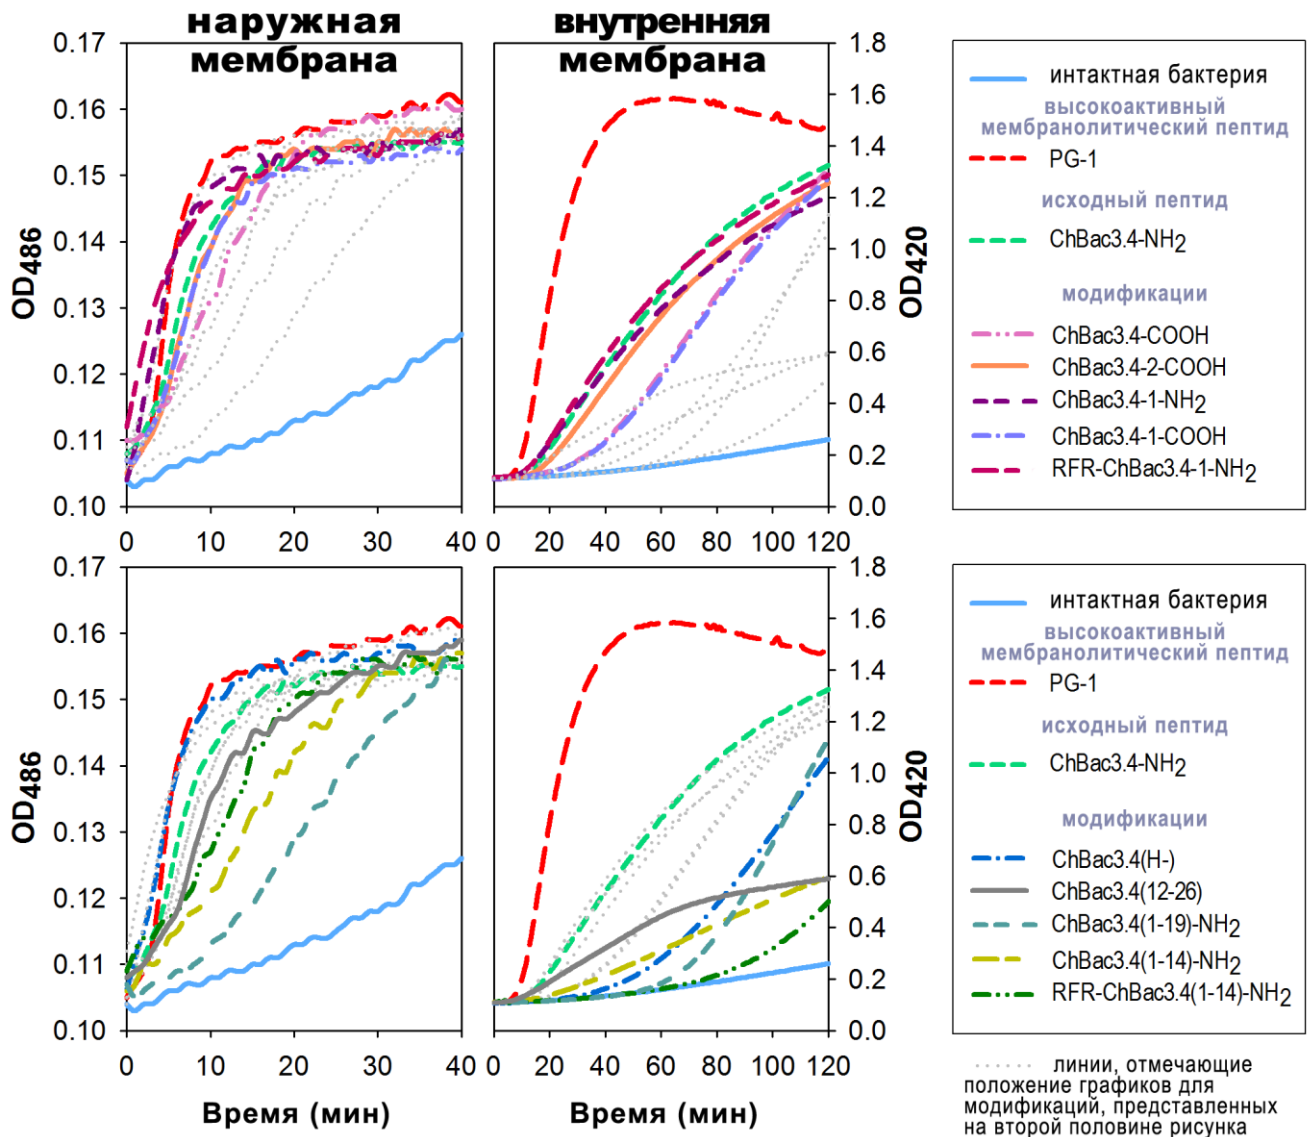 наружная
мембрана
внутренняя
мембрана
0.17
0.16
0.15
0.14
0.13
0.12
0.11
0.10
OD486
0 10 20 30 40
1.8
1.6
1.4
1.2
1.0
0.8
0.6
0.4
0.2
0.0
OD420
0 20 40 60 80 100 120
интактная бактерия
высокоактивный
мембранолитический пептид
PG-1
исходный пептид
ChBac3.4-NH2
модификации
ChBac3.4-COOH
ChBac3.4-2-COOH
ChBac3.4-1-NH2
ChBac3.4-1-COOH
RFR-ChBac3.4-1-NH2
0.17
0.16
0.15
0.14
0.13
0.12
0.11
0.10
OD486
0 10 20 30 40
Время (мин)
1.8
1.6
1.4
1.2
1.0
0.8
0.6
0.4
0.2
0.0
OD420
0 20 40 60 80 100 120
Время (мин)
интактная бактерия
высокоактивный
мембранолитический пептид
PG-1
исходный пептид
ChBac3.4-NH2
модификации
ChBac3.4(H-)
ChBac3.4(12-26)
ChBac3.4(1-19)-NH2
ChBac3.4(1-14)-NH2
RFR-ChBac3.4(1-14)-NH2
линии, отмечающие
положение графиков для
модификаций, представленных
на второй половине рисунка